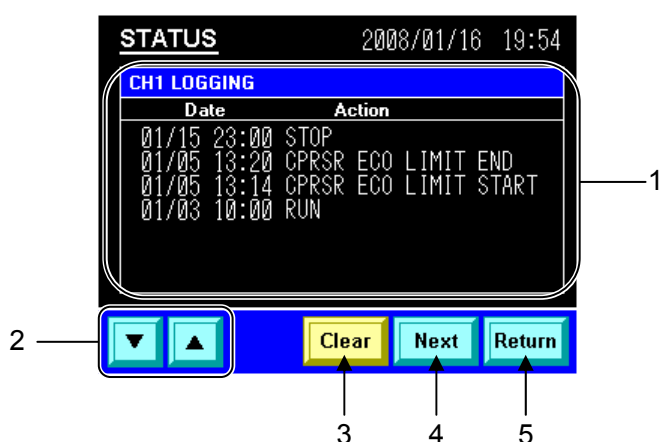 STATUS 2008/01/16 19:54
CH1 LOGGING
Date Action
01/15 23:00 STOP
01/05 13:20 CPRSR ECO LIMIT END
01/05 13:14 CPRSR ECO LIMIT START
01/03 10:00 RUN
1
2
▼ ▲ Clear Next Return
3 4 5